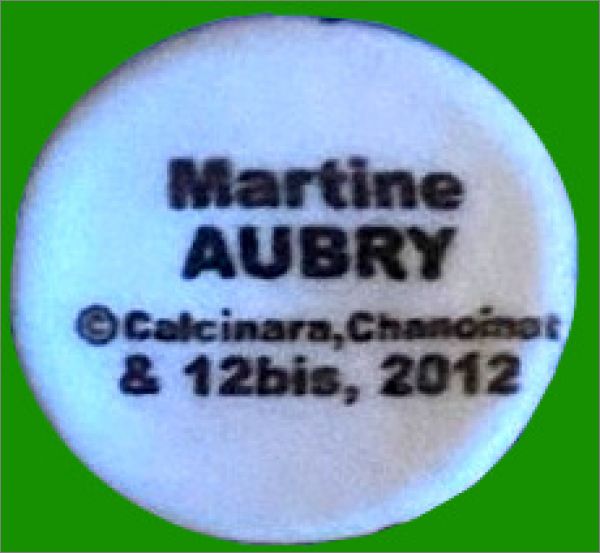 Martine
AUBRY
©Calcinara,Chanoinat
& 12bis, 2012